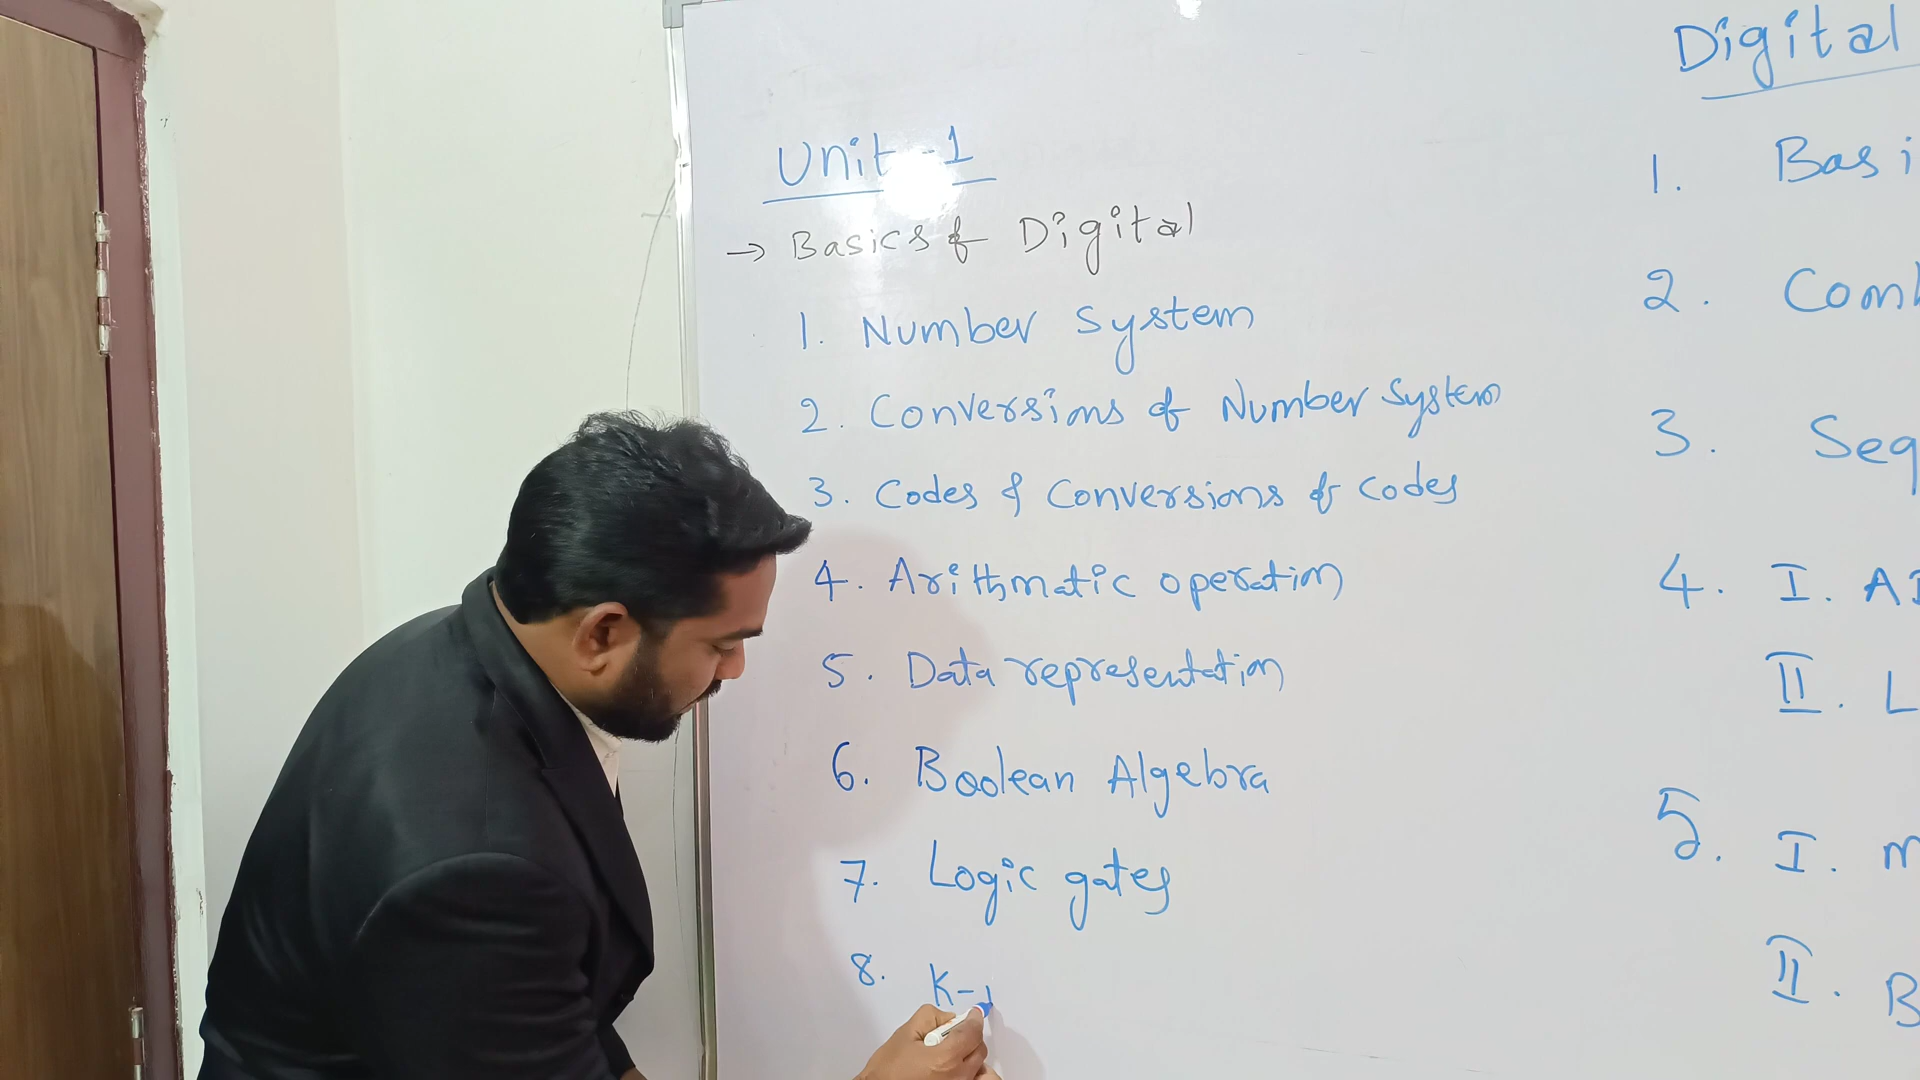 Unit-1
→ Basics of Digital
1. Number System
2. Conversions of Number System
3. Codes & Conversions of codes
4. Arithmatic operation
5. Data representation
6. Boolean Algebra
7. Logic gates
8. K-
Digital
1. Basi
2. Com
3. Seq
4. I. A
II. L
5. I. m
II. B